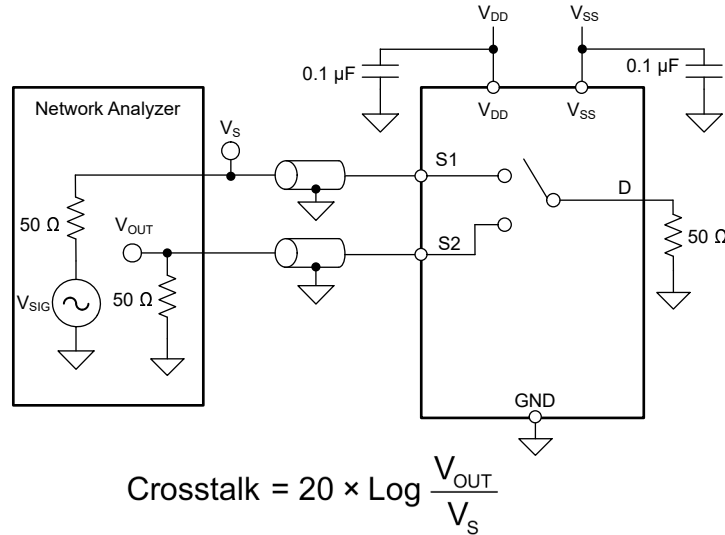 V_DD V_SS
0.1 µF 0.1 µF
Network Analyzer
V_DD V_SS
V_S
S1
D
50 Ω V_OUT
S2 50 Ω
V_SIG 50 Ω
GND
Crosstalk = 20 × Log V_OUT / V_S